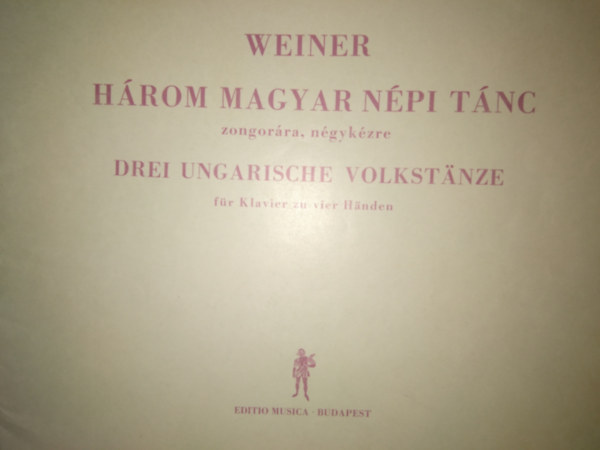 WEINER
HÁROM MAGYAR NÉPI TÁNC
zongorára, négykézre
DREI UNGARISCHE VOLKSTÄNZE
für Klavier zu vier Händen
EDITIO MUSICA · BUDAPEST